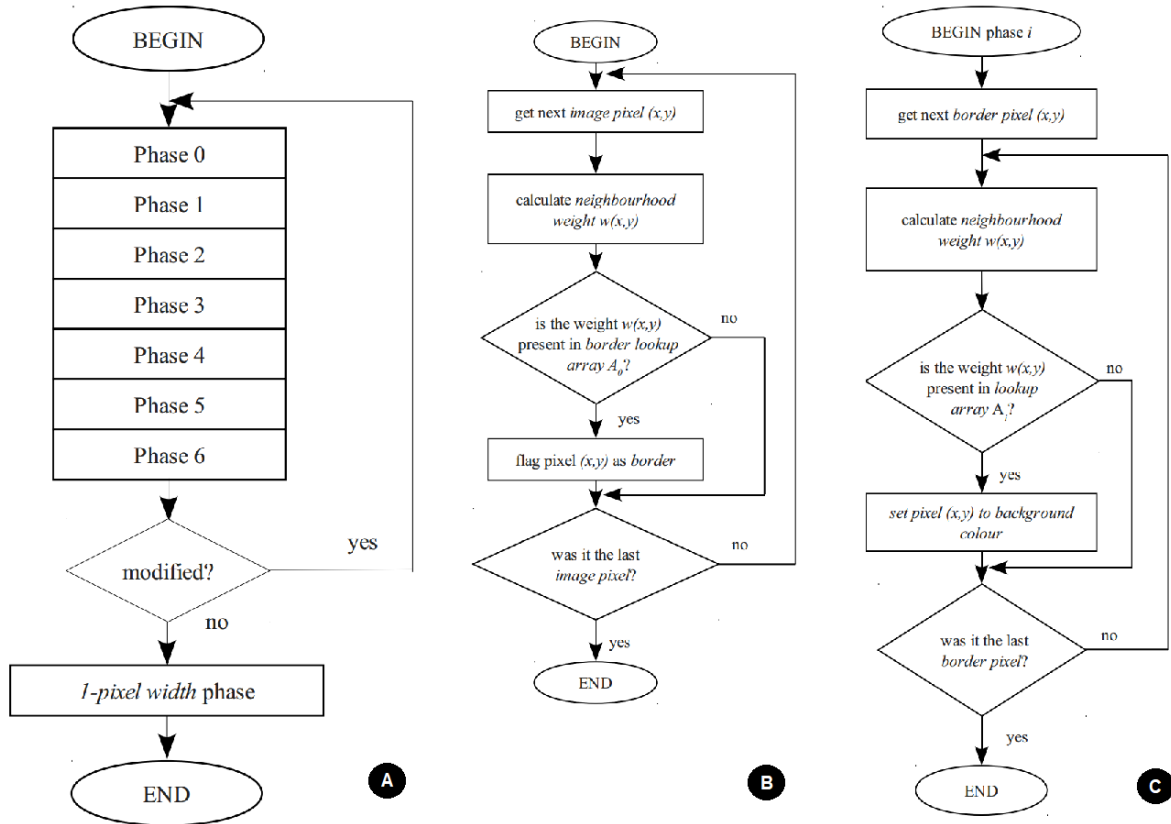 BEGIN
Phase 0
Phase 1
Phase 2
Phase 3
Phase 4
Phase 5
Phase 6
modified?
yes
no
1-pixel width phase
END
A
BEGIN
get next image pixel (x,y)
calculate neighbourhood
weight w(x,y)
is the weight w(x,y)
present in border lookup
array A₀?
no
yes
flag pixel (x,y) as border
was it the last
image pixel?
no
yes
END
B
BEGIN phase i
get next border pixel (x,y)
calculate neighbourhood
weight w(x,y)
is the weight w(x,y)
present in lookup
array Aᵢ?
no
yes
set pixel (x,y) to background
colour
was it the last
border pixel?
no
yes
END
C